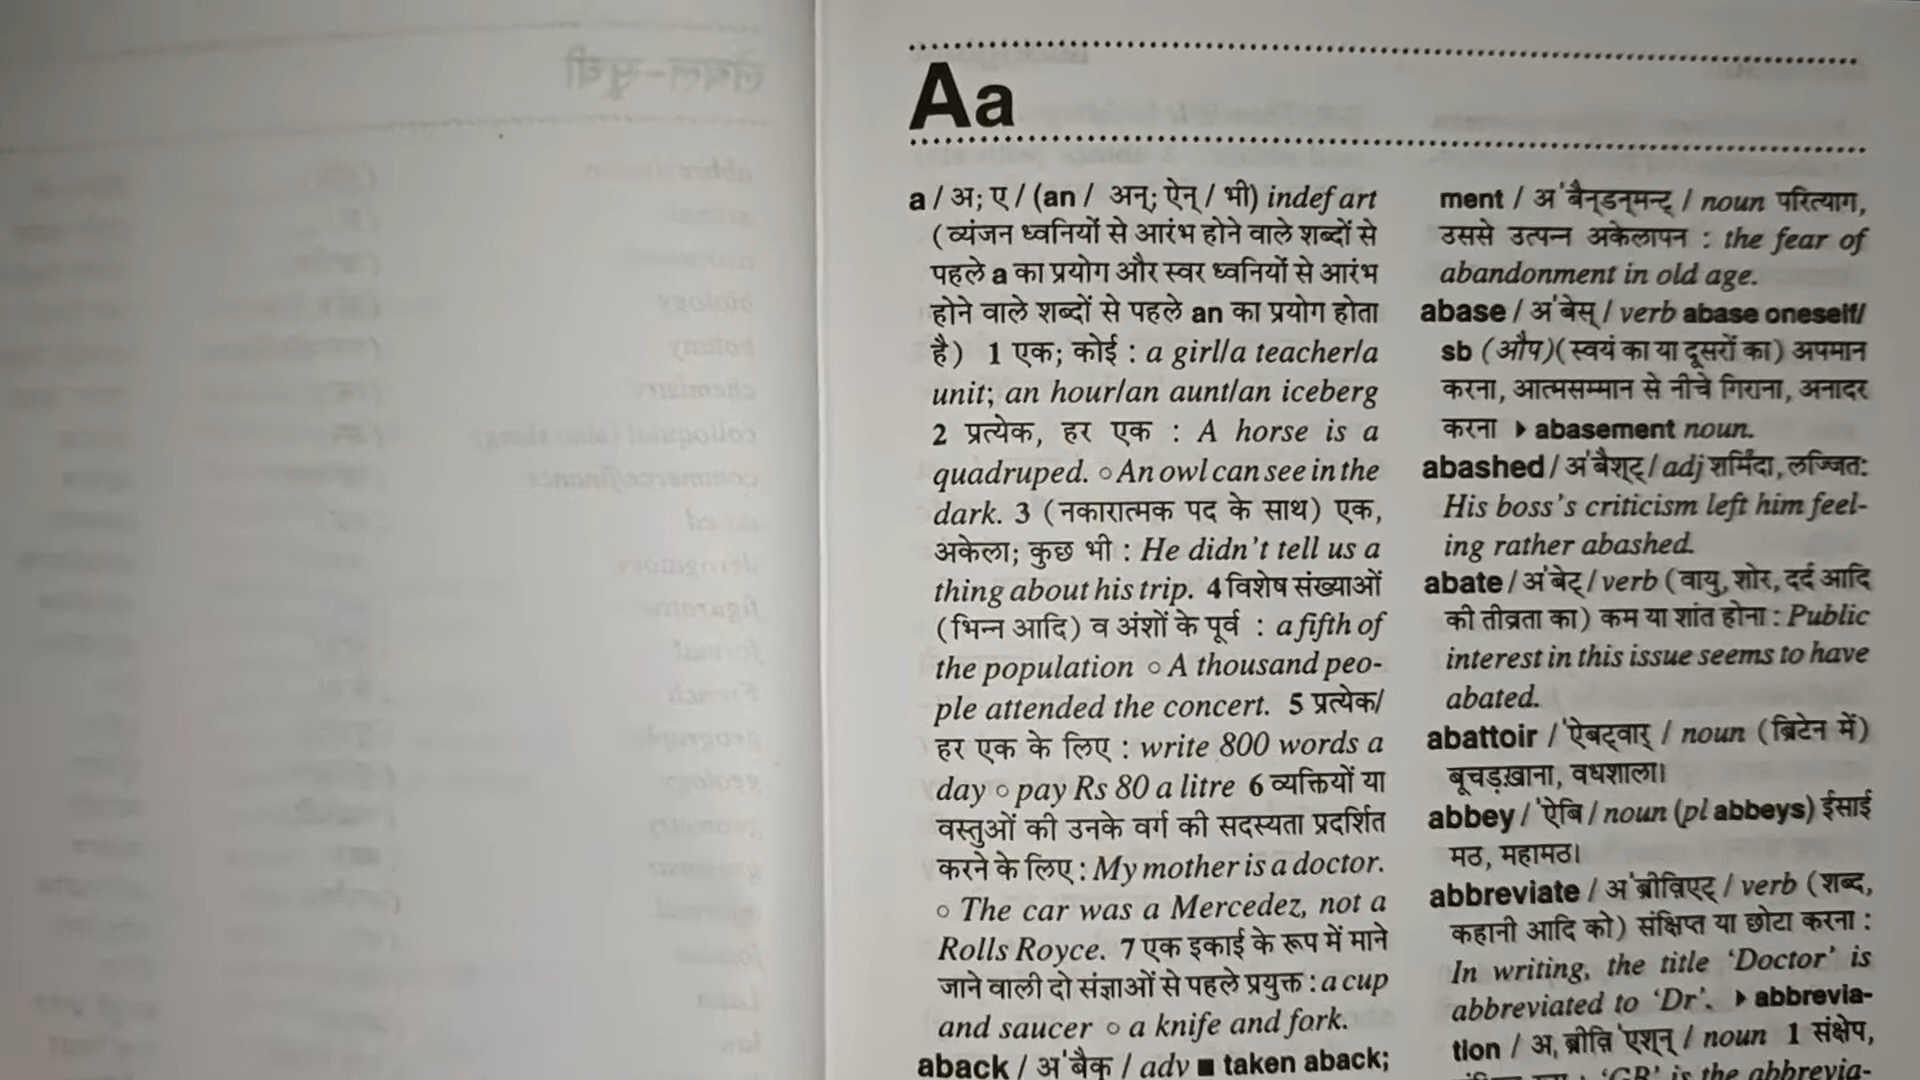 Aa
a / अ; ए / (an / अन्; ऐन् / भी) indef art
(व्यंजन ध्वनियों से आरंभ होने वाले शब्दों से
पहले a का प्रयोग और स्वर ध्वनियों से आरंभ
होने वाले शब्दों से पहले an का प्रयोग होता
है) 1 एक; कोई : a girl/a teacher/a
unit; an hour/an aunt/an iceberg
2 प्रत्येक, हर एक : A horse is a
quadruped. ○ An owl can see in the
dark. 3 (नकारात्मक पद के साथ) एक,
अकेला; कुछ भी : He didn't tell us a
thing about his trip. 4 विशेष संख्याओं
(भिन्न आदि) व अंशों के पूर्व : a fifth of
the population ○ A thousand peo-
ple attended the concert. 5 प्रत्येक/
हर एक के लिए : write 800 words a
day ○ pay Rs 80 a litre 6 व्यक्तियों या
वस्तुओं की उनके वर्ग की सदस्यता प्रदर्शित
करने के लिए : My mother is a doctor.
○ The car was a Mercedez, not a
Rolls Royce. 7 एक इकाई के रूप में माने
जाने वाली दो संज्ञाओं से पहले प्रयुक्त : a cup
and saucer ○ a knife and fork.
aback / अ'बैक् / adv ■ taken aback;
ment / अ'बैन्डन्मन्ट् / noun परित्याग,
उससे उत्पन्न अकेलापन : the fear of
abandonment in old age.
abase / अ'बेस् / verb abase oneself/
sb (औप) (स्वयं का या दूसरों का) अपमान
करना, आत्मसम्मान से नीचे गिराना, अनादर
करना ▸ abasement noun.
abashed / अ'बैश्ट् / adj शर्मिंदा, लज्जित:
His boss's criticism left him feel-
ing rather abashed.
abate / अ'बेट् / verb (वायु, शोर, दर्द आदि
की तीव्रता का) कम या शांत होना : Public
interest in this issue seems to have
abated.
abattoir / 'ऐबट्वार् / noun (ब्रिटेन में)
बूचड़ख़ाना, वधशाला।
abbey / 'ऐबि / noun (pl abbeys) ईसाई
मठ, महामठ।
abbreviate / अ'ब्रीव़िएट् / verb (शब्द,
कहानी आदि को) संक्षिप्त या छोटा करना :
In writing, the title 'Doctor' is
abbreviated to 'Dr'. ▸ abbrevia-
tion / अ,ब्रीव़ि'एश्न् / noun 1 संक्षेप,
'GB' is the abbrevia-